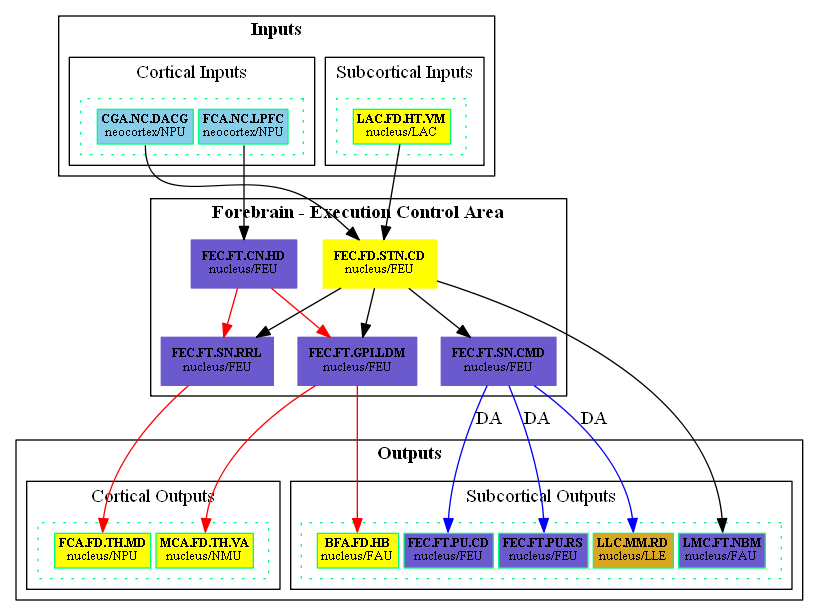 Inputs
Cortical Inputs
Subcortical Inputs
CGA.NC.DACG
neocortex/NPU
FCA.NC.LPFC
neocortex/NPU
LAC.FD.HT.VM
nucleus/LAC
Forebrain - Execution Control Area
FEC.FT.CN.HD
nucleus/FEU
FEC.FD.STN.CD
nucleus/FEU
FEC.FT.SN.RRL
nucleus/FEU
FEC.FT.GPI.LDM
nucleus/FEU
FEC.FT.SN.CMD
nucleus/FEU
DA
DA
DA
Outputs
Cortical Outputs
Subcortical Outputs
FCA.FD.TH.MD
nucleus/NPU
MCA.FD.TH.VA
nucleus/NMU
BFA.FD.HB
nucleus/FAU
FEC.FT.PU.CD
nucleus/FEU
FEC.FT.PU.RS
nucleus/FEU
LLC.MM.RD
nucleus/LLE
LMC.FT.NBM
nucleus/FAU